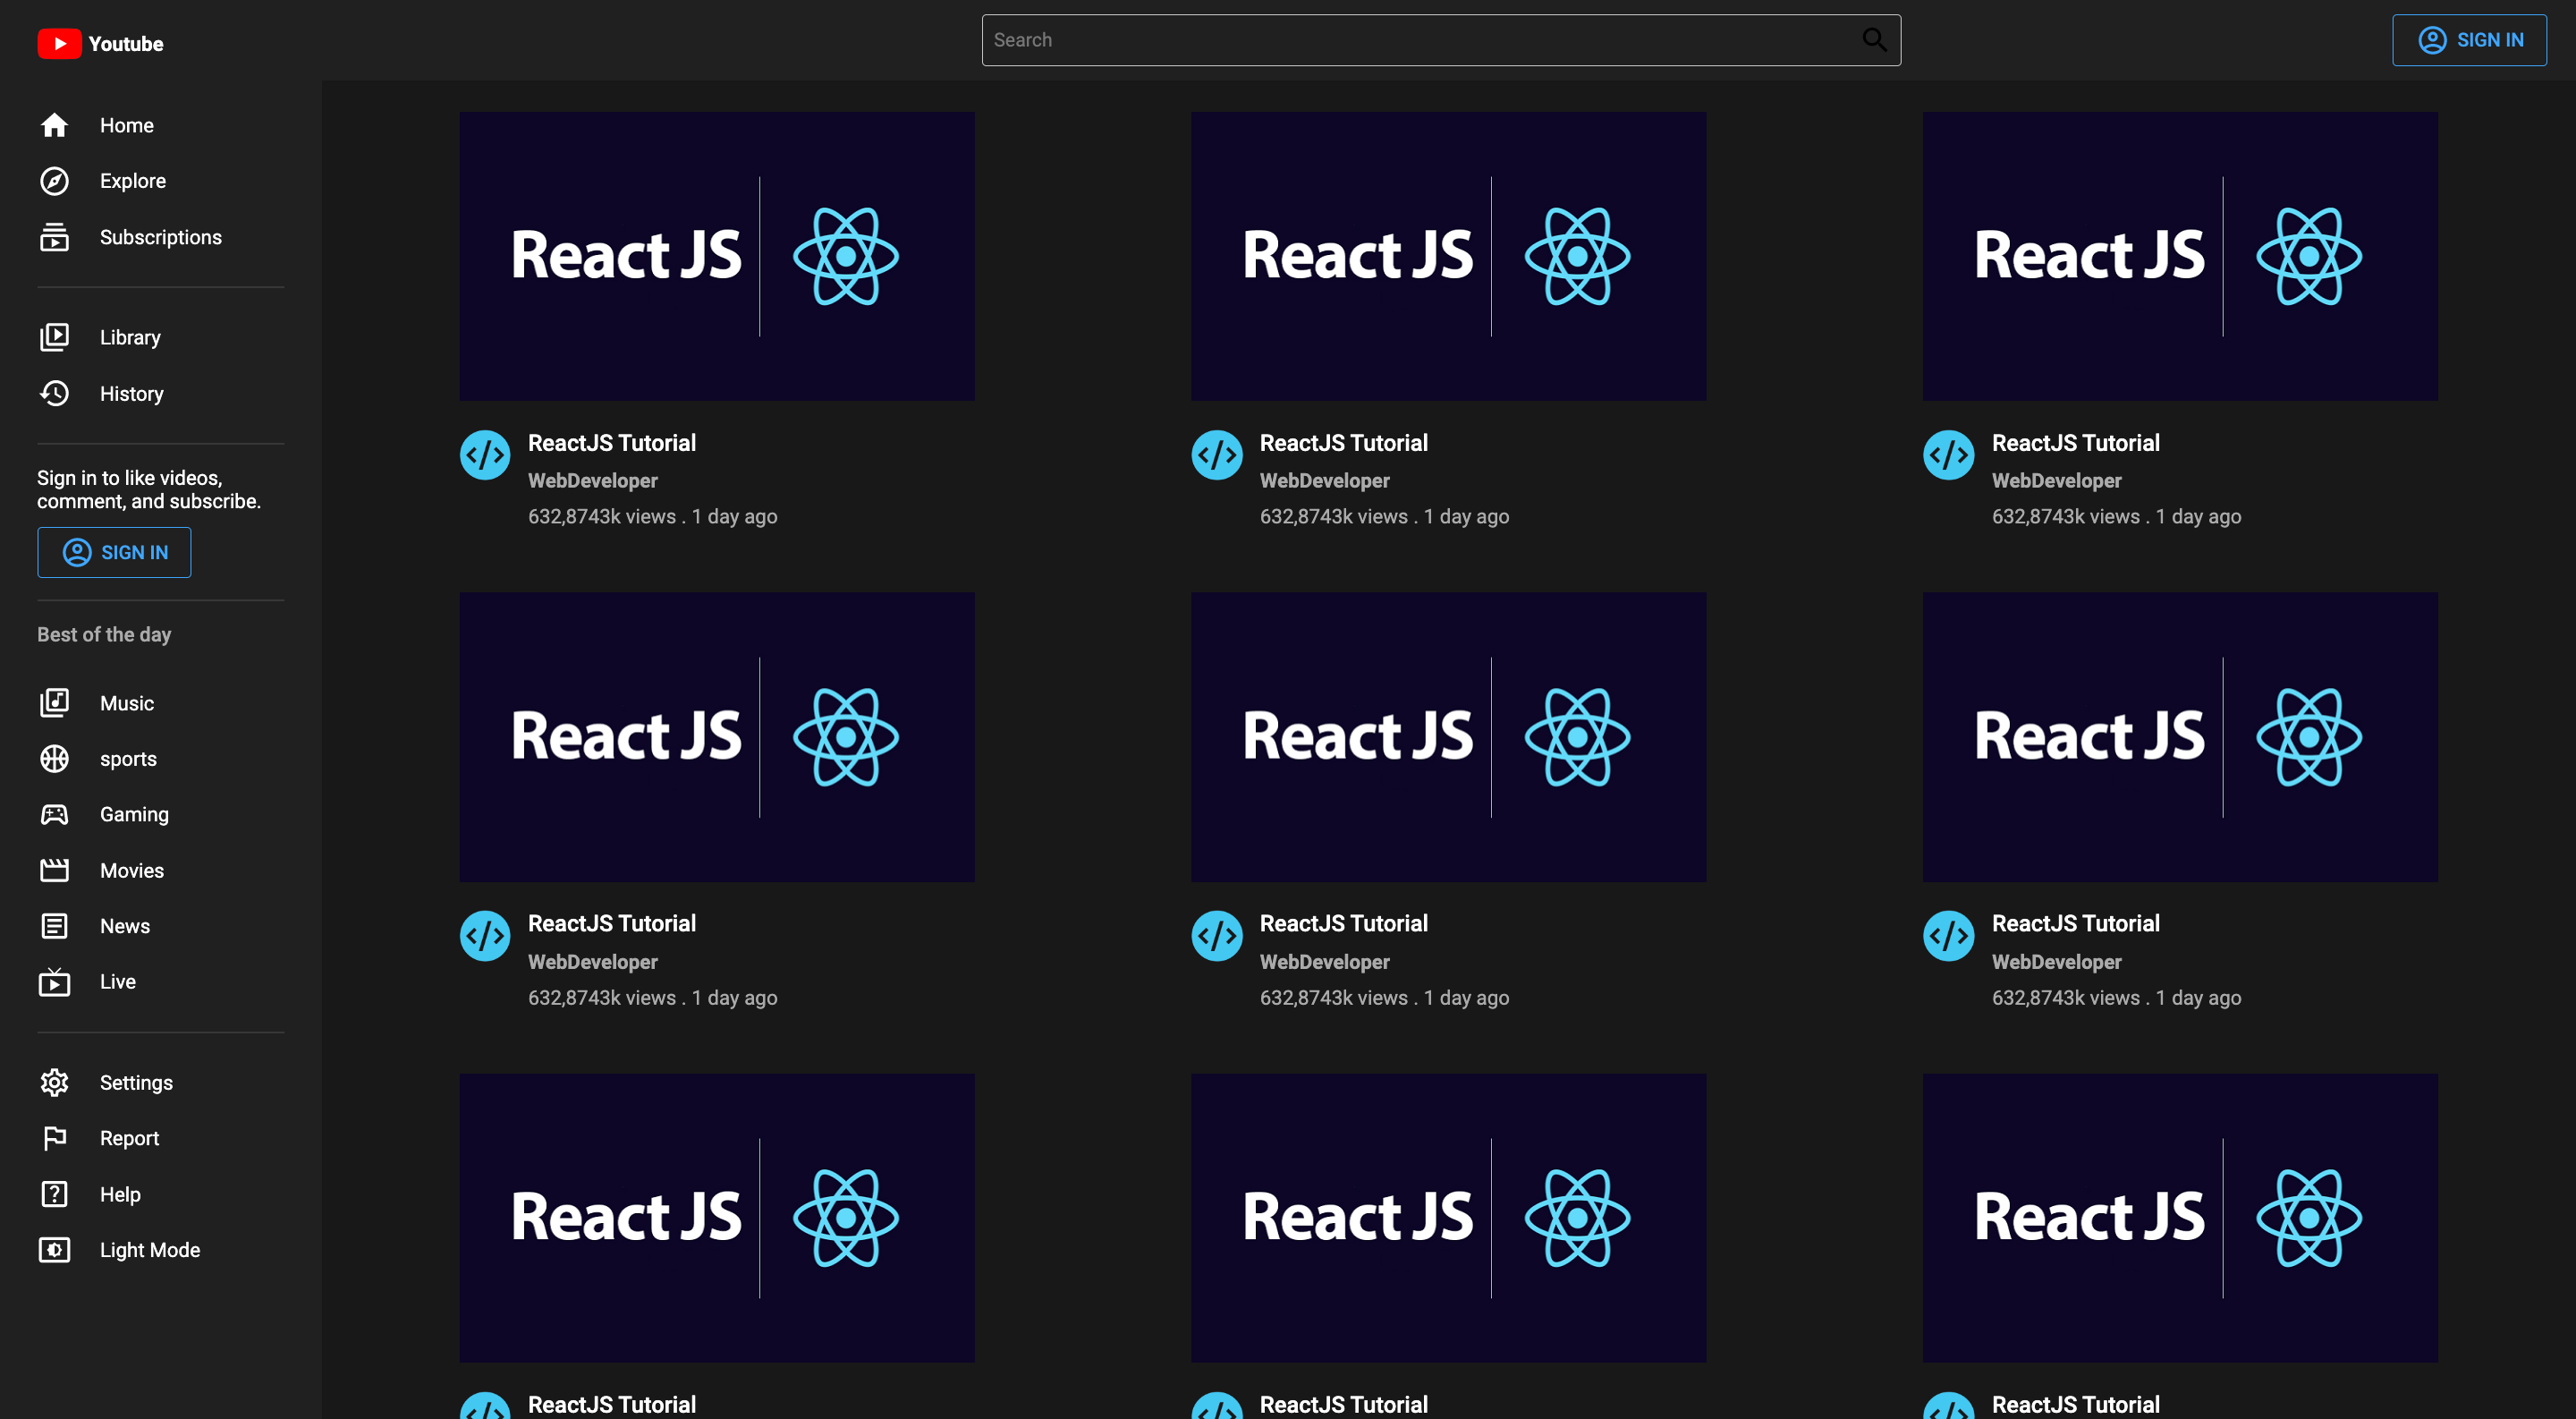 Youtube
Search
SIGN IN
Home
Explore
Subscriptions
Library
History
Sign in to like videos,
comment, and subscribe.
SIGN IN
Best of the day
Music
sports
Gaming
Movies
News
Live
Settings
Report
Help
Light Mode
React JS
React JS
React JS
ReactJS Tutorial
WebDeveloper
632,8743k views . 1 day ago
ReactJS Tutorial
WebDeveloper
632,8743k views . 1 day ago
ReactJS Tutorial
WebDeveloper
632,8743k views . 1 day ago
React JS
React JS
React JS
ReactJS Tutorial
WebDeveloper
632,8743k views . 1 day ago
ReactJS Tutorial
WebDeveloper
632,8743k views . 1 day ago
ReactJS Tutorial
WebDeveloper
632,8743k views . 1 day ago
React JS
React JS
React JS
ReactJS Tutorial
ReactJS Tutorial
ReactJS Tutorial